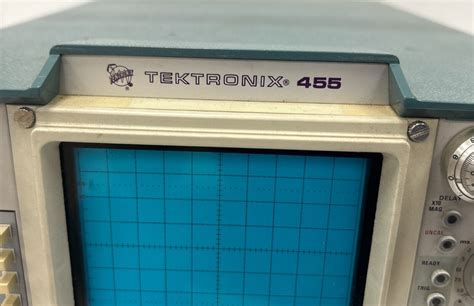 TEKTRONIX® 455
DELAY
X10
MAG
UNCAL
READY
TRIG